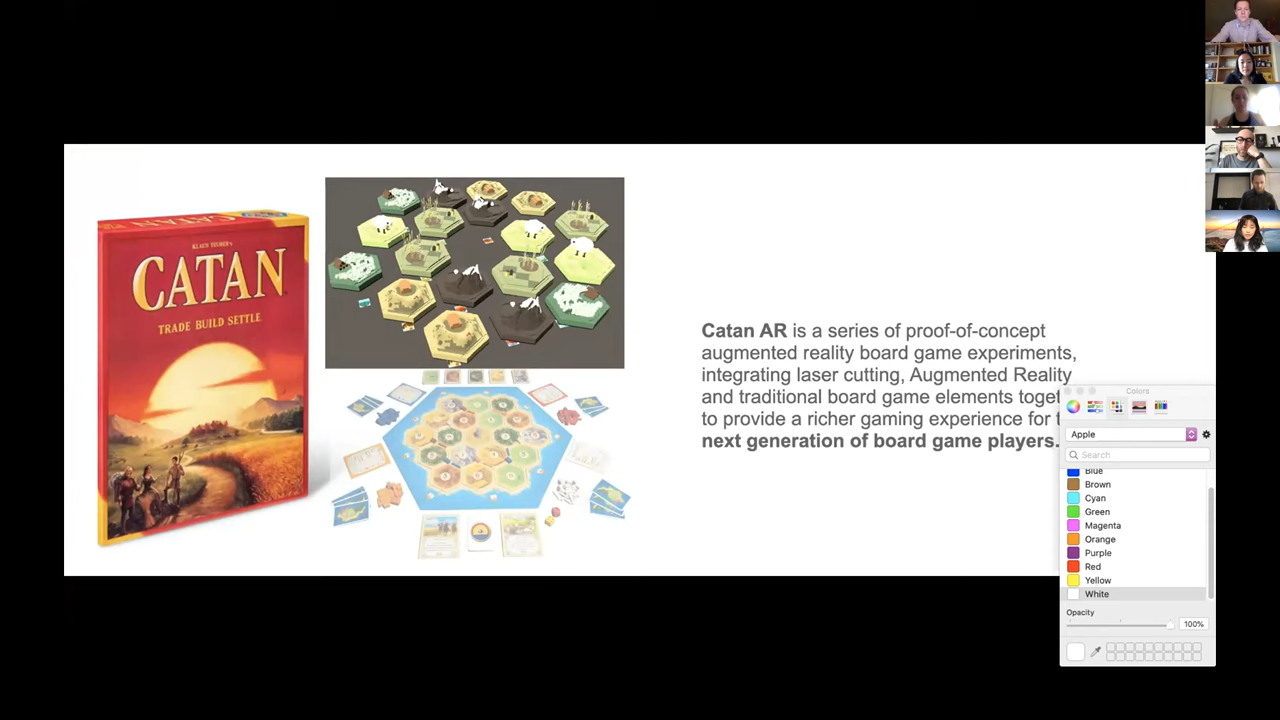 KLAUS TEUBER'S
CATAN
TRADE BUILD SETTLE
Catan AR is a series of proof-of-concept
augmented reality board game experiments,
integrating laser cutting, Augmented Reality
and traditional board game elements toget
to provide a richer gaming experience for t
next generation of board game players.
Colors
Apple
Search
Blue
Brown
Cyan
Green
Magenta
Orange
Purple
Red
Yellow
White
Opacity
100%